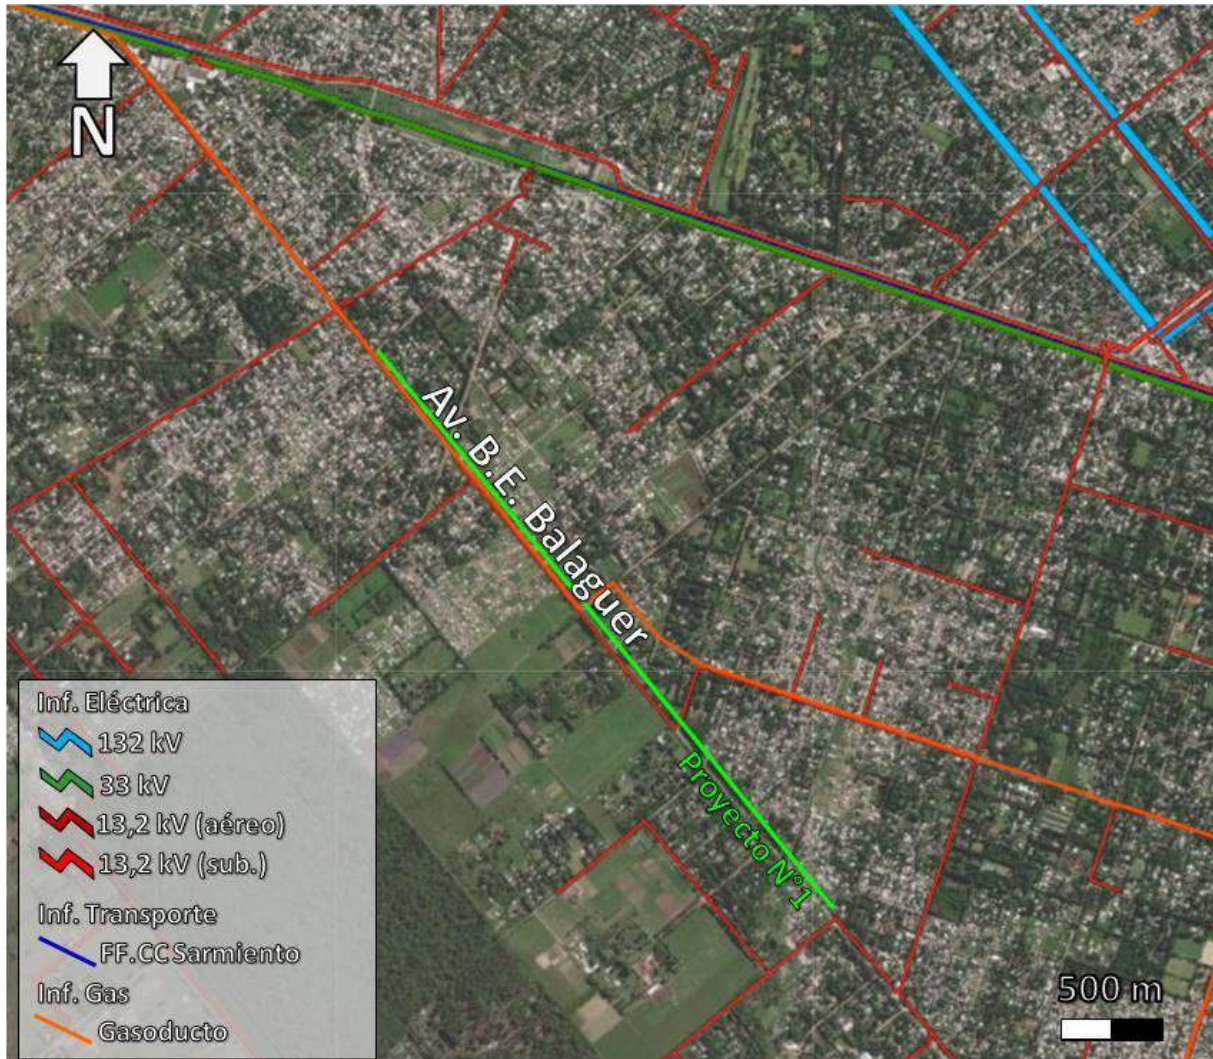 N
Av. B.E. Balaguer
Proyecto N°1
Inf. Eléctrica
132 kV
33 kV
13,2 kV (aéreo)
13,2 kV (sub.)
Inf. Transporte
FF.CC Sarmiento
Inf. Gas
Gasoducto
500 m